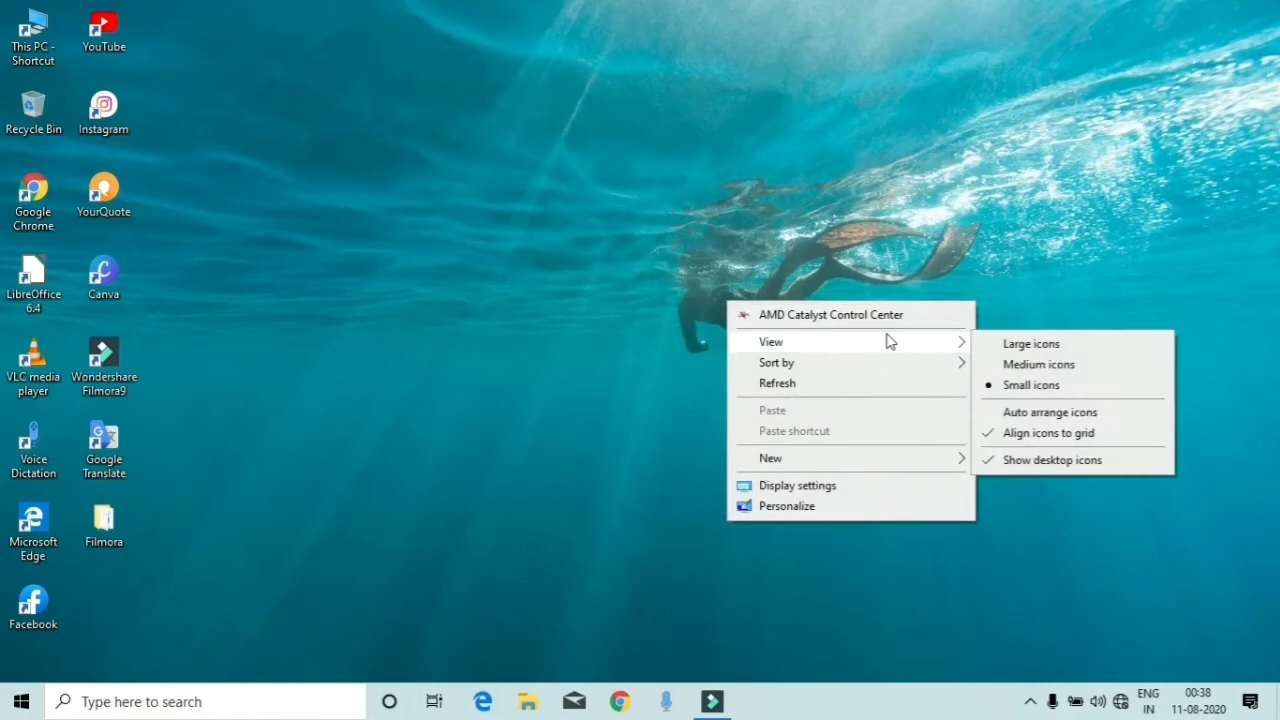 This PC -
Shortcut
YouTube
Recycle Bin
Instagram
Google
Chrome
YourQuote
LibreOffice
6.4
Canva
VLC media
player
Wondershare
Filmora9
Voice
Dictation
Google
Translate
Microsoft
Edge
Filmora
Facebook
AMD Catalyst Control Center
View
Sort by
Refresh
Paste
Paste shortcut
New
Display settings
Personalize
Large icons
Medium icons
Small icons
Auto arrange icons
Align icons to grid
Show desktop icons
Type here to search
ENG
IN
00:38
11-08-2020